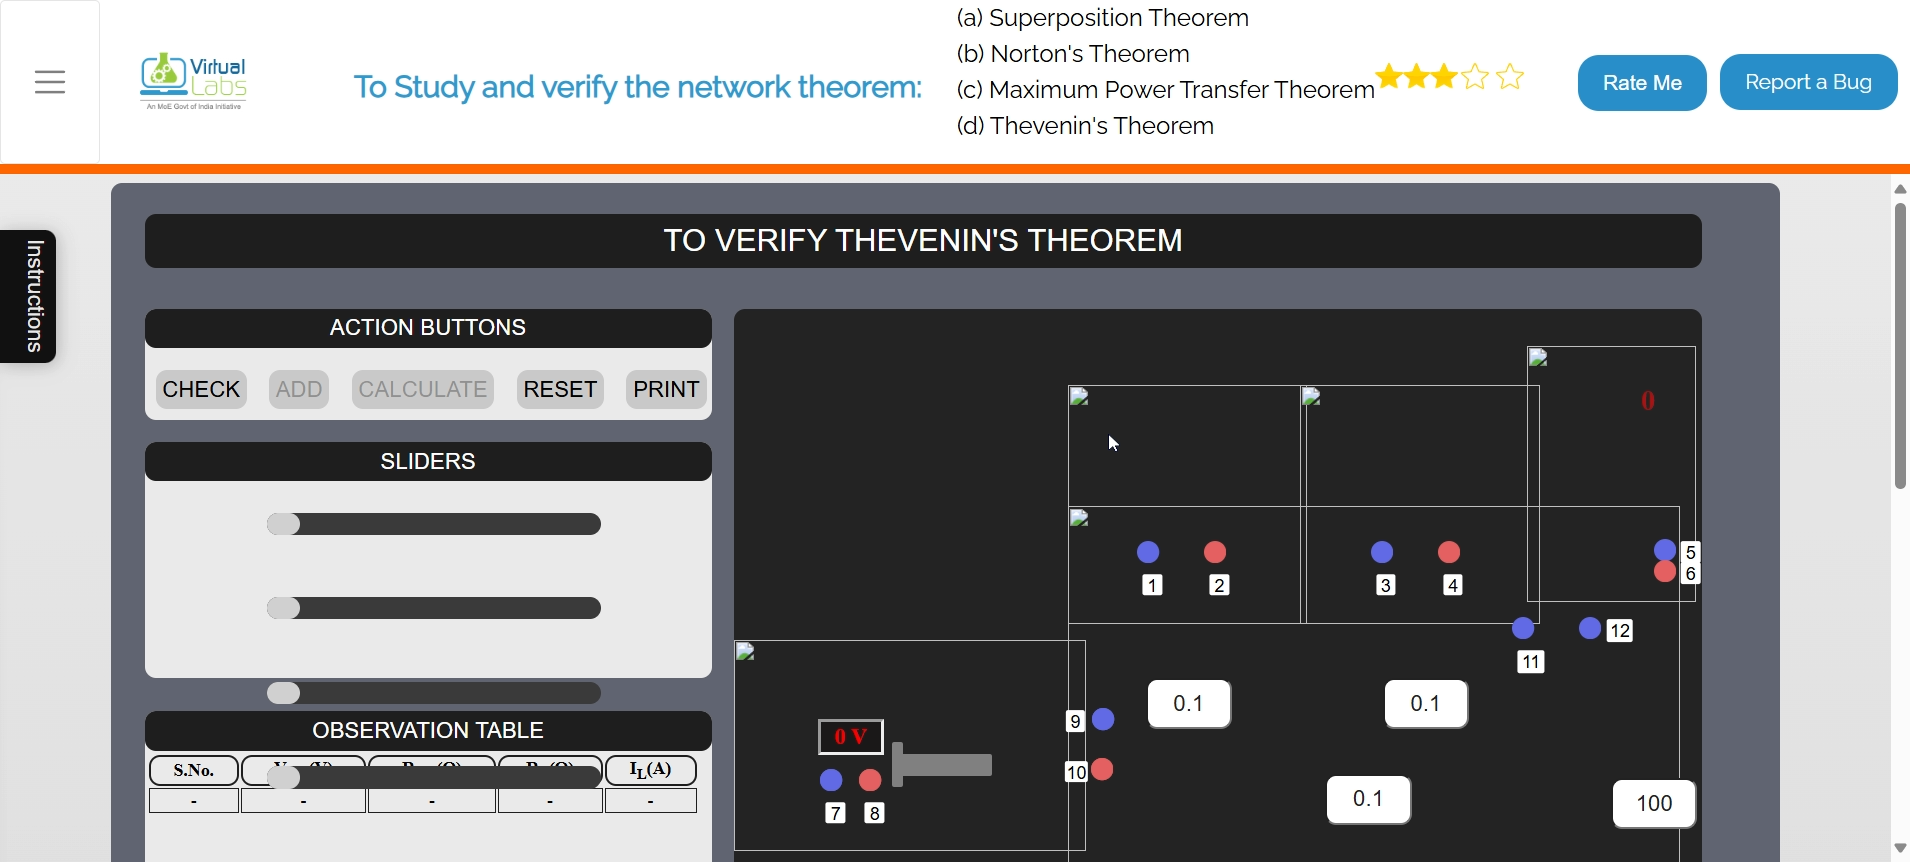 (a) Superposition Theorem
(b) Norton's Theorem
To Study and verify the network theorem:
(c) Maximum Power Transfer Theorem
(d) Thevenin's Theorem
Virtual
Labs
An MoE Govt of India Initiative
Rate Me
Report a Bug
Instructions
TO VERIFY THEVENIN'S THEOREM
ACTION BUTTONS
CHECK ADD CALCULATE RESET PRINT
SLIDERS
OBSERVATION TABLE
S.No. I_L(A)
- - - - -
0
1 2 3 4 5
6
11 12
9
10
0.1 0.1
0 V
7 8
0.1 100